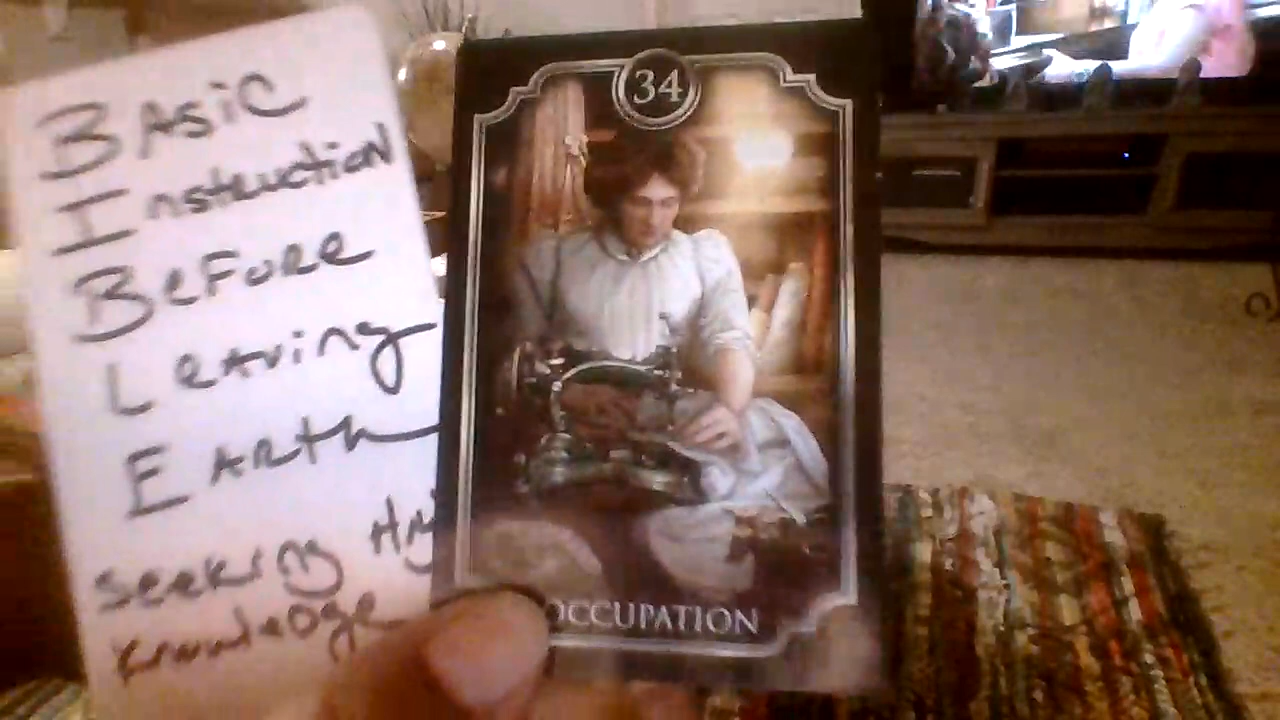 BAsiC
Instruction
BeFore
Leaving
EArth
seeking
knowledge
34
OCCUPATION